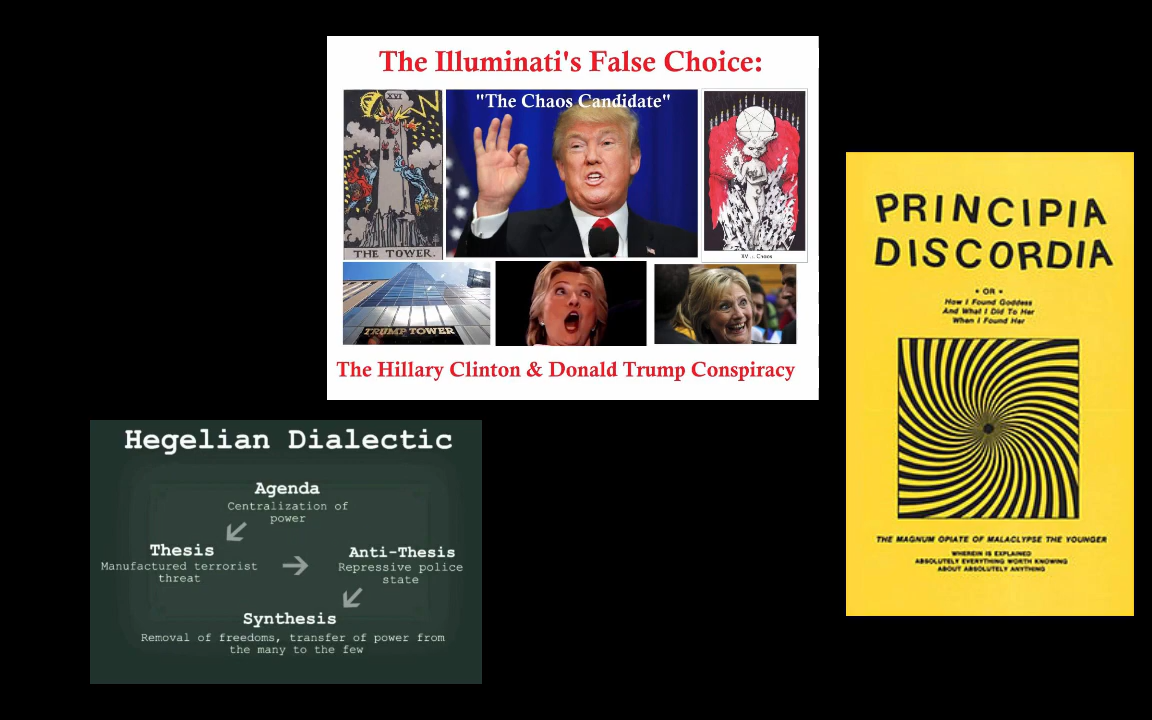 The Illuminati's False Choice:
"The Chaos Candidate"
XVI
THE TOWER.
XV ... Chaos
TRUMP TOWER
The Hillary Clinton & Donald Trump Conspiracy
PRINCIPIA
DISCORDIA
• OR •
How I Found Goddess
And What I Did To Her
When I Found Her
THE MAGNUM OPIATE OF MALACLYPSE THE YOUNGER
WHEREIN IS EXPLAINED
ABSOLUTELY EVERYTHING WORTH KNOWING
ABOUT ABSOLUTELY ANYTHING
Hegelian Dialectic
Agenda
Centralization of
power
Thesis
Manufactured terrorist
threat
Anti-Thesis
Repressive police
state
Synthesis
Removal of freedoms, transfer of power from
the many to the few